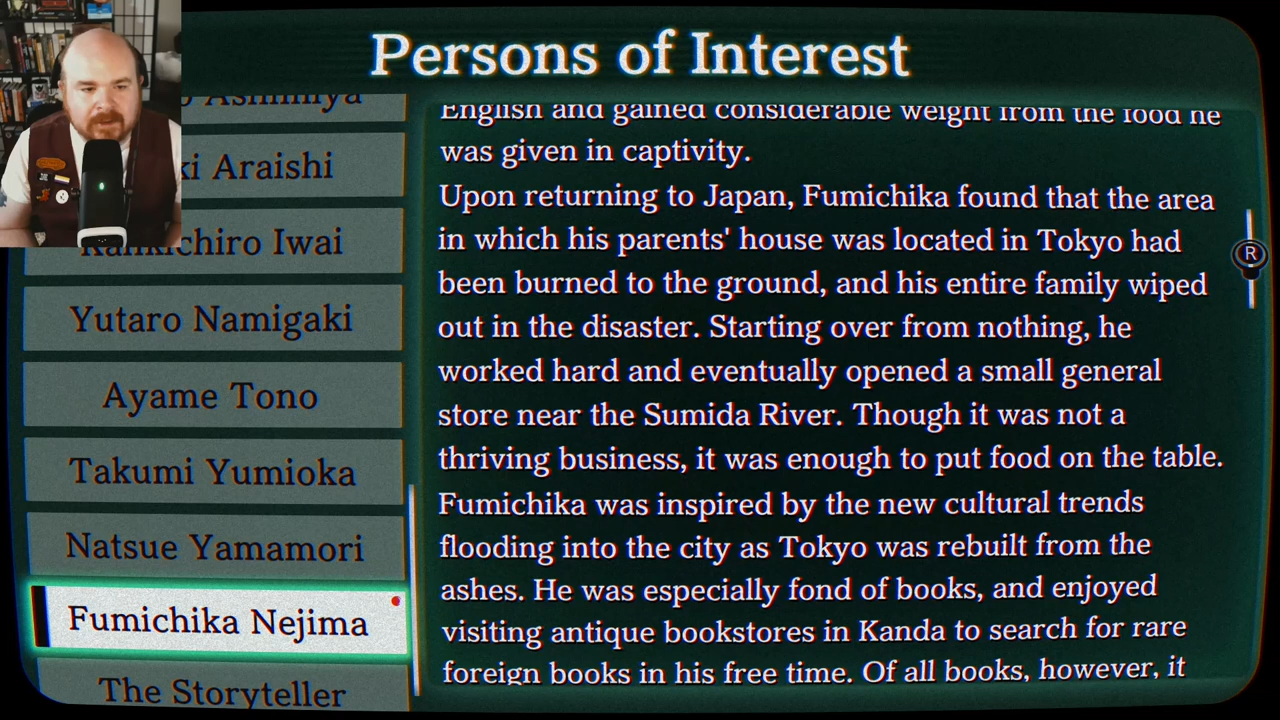 Persons of Interest
Ashimiya
ki Araishi
chiro Iwai
Yutaro Namigaki
Ayame Tono
Takumi Yumioka
Natsue Yamamori
Fumichika Nejima
The Storyteller
English and gained considerable weight from the food he
was given in captivity.
Upon returning to Japan, Fumichika found that the area
in which his parents' house was located in Tokyo had
been burned to the ground, and his entire family wiped
out in the disaster. Starting over from nothing, he
worked hard and eventually opened a small general
store near the Sumida River. Though it was not a
thriving business, it was enough to put food on the table.
Fumichika was inspired by the new cultural trends
flooding into the city as Tokyo was rebuilt from the
ashes. He was especially fond of books, and enjoyed
visiting antique bookstores in Kanda to search for rare
foreign books in his free time. Of all books, however, it
R